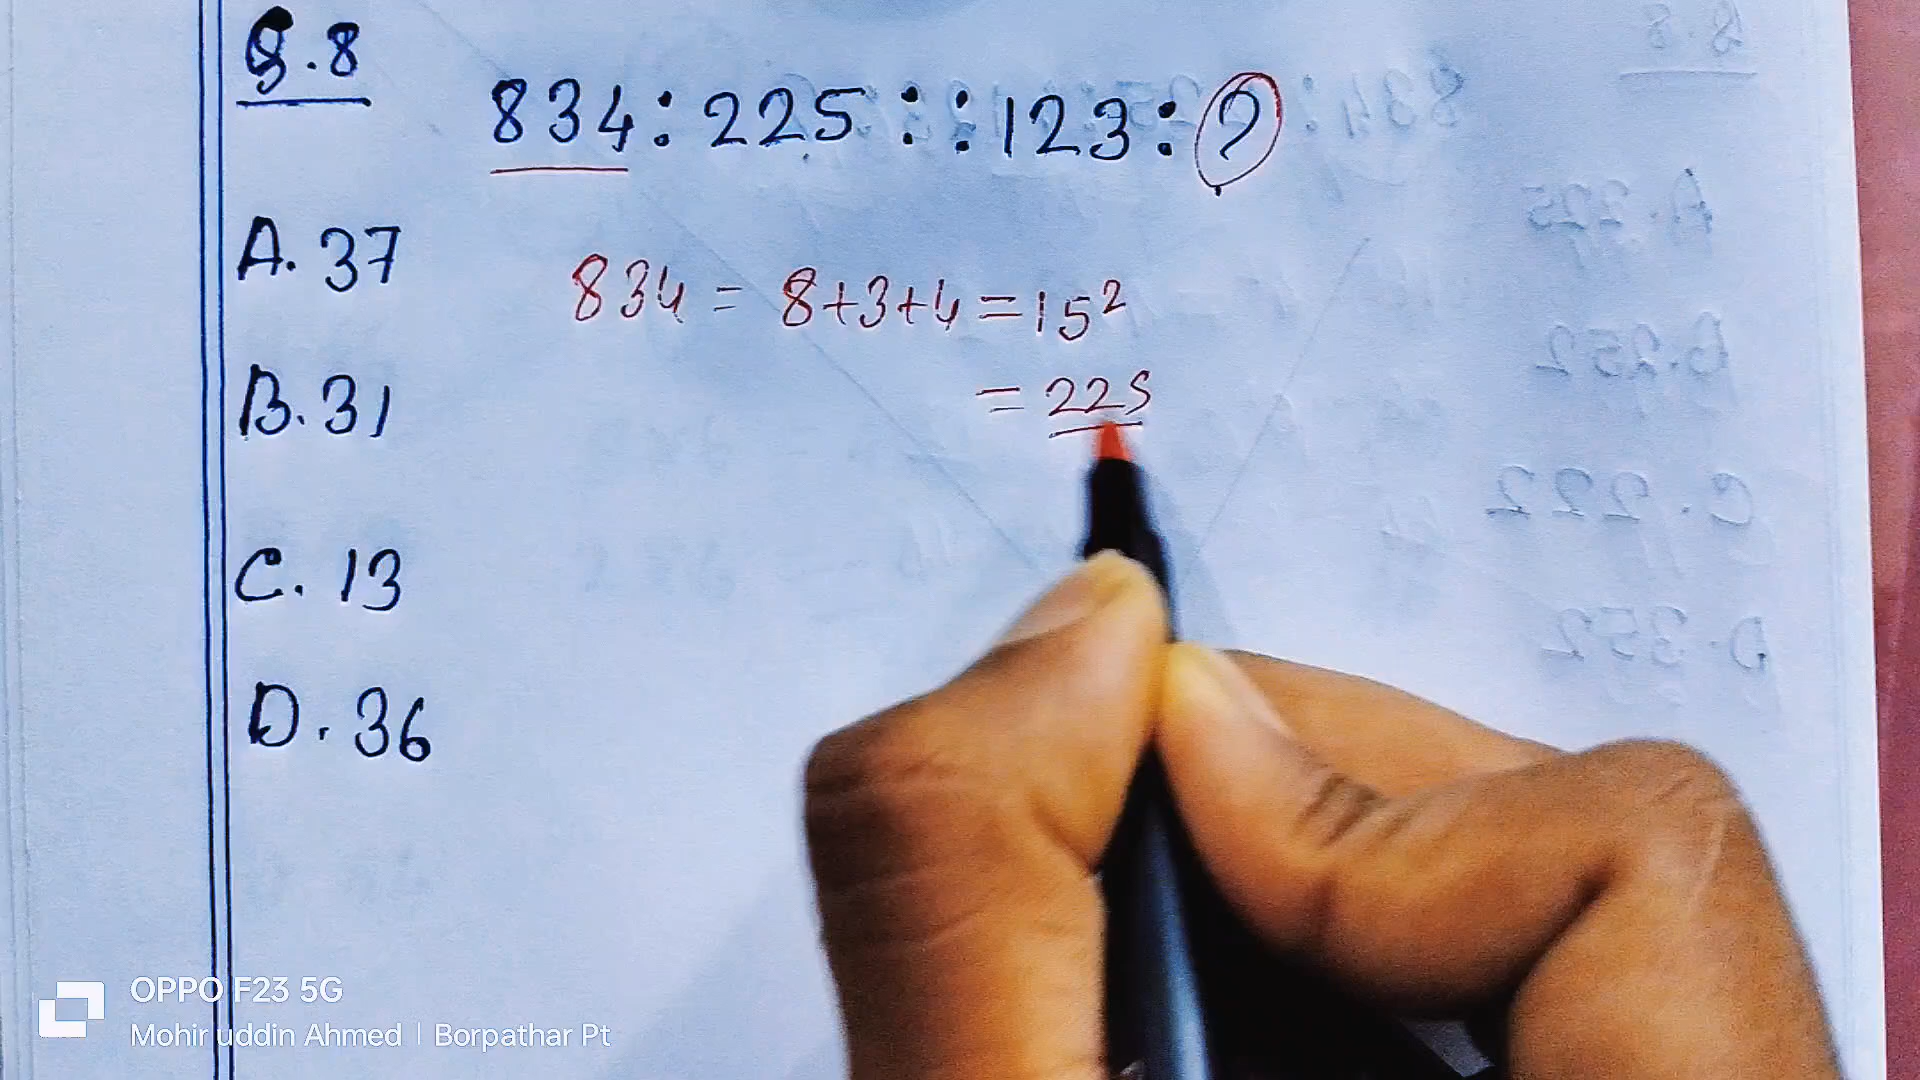 Q.8
834:225::123:?
A. 37
834 = 8+3+4 = 15²
= 225
B. 31
C. 13
D. 36
OPPO F23 5G
Mohir uddin Ahmed | Borpathar Pt